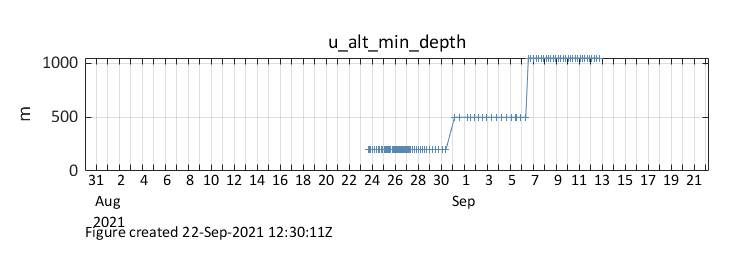 u_alt_min_depth
1000
500
0
m
31 2 4 6 8 10 12 14 16 18 20 22 24 26 28 30 1 3 5 7 9 11 13 15 17 19 21
Aug Sep
2021
Figure created 22-Sep-2021 12:30:11Z